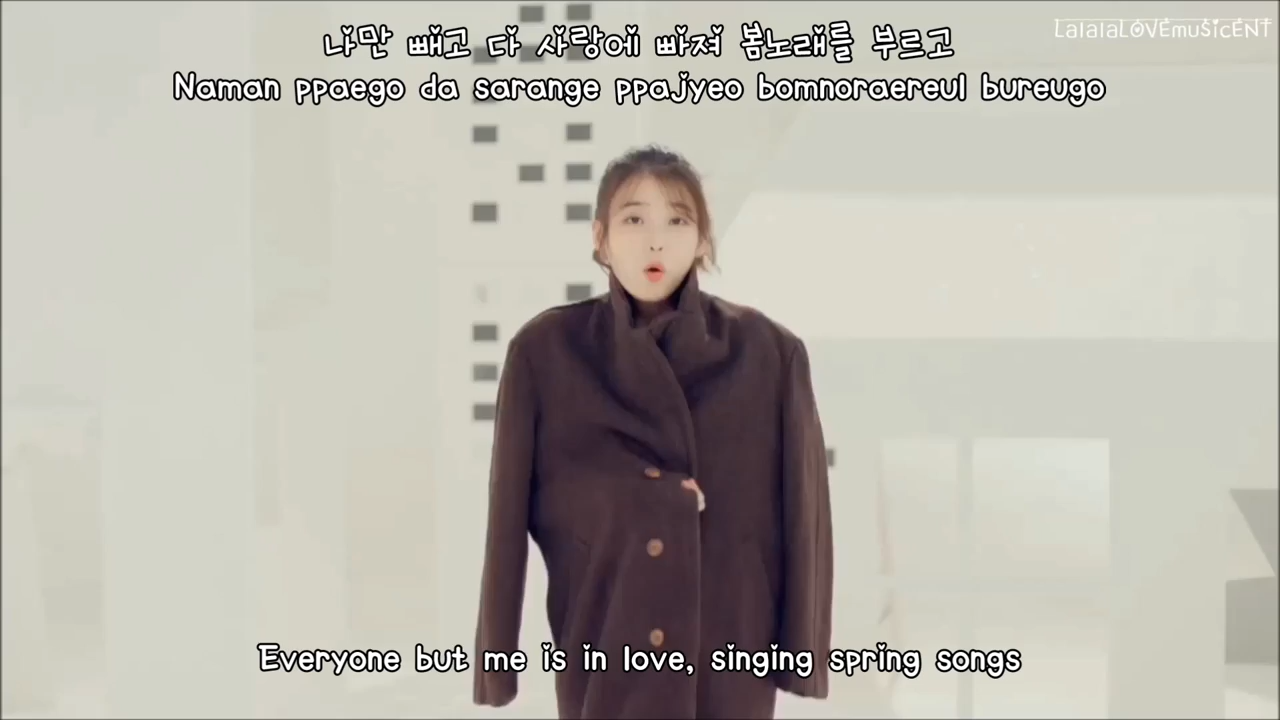 나만 빼고 다 사랑에 빠져 봄노래를 부르고
LalalaLOVEmusicENT
Naman ppaego da sarange ppajyeo bomnoraereul bureugo
Everyone but me is in love, singing spring songs